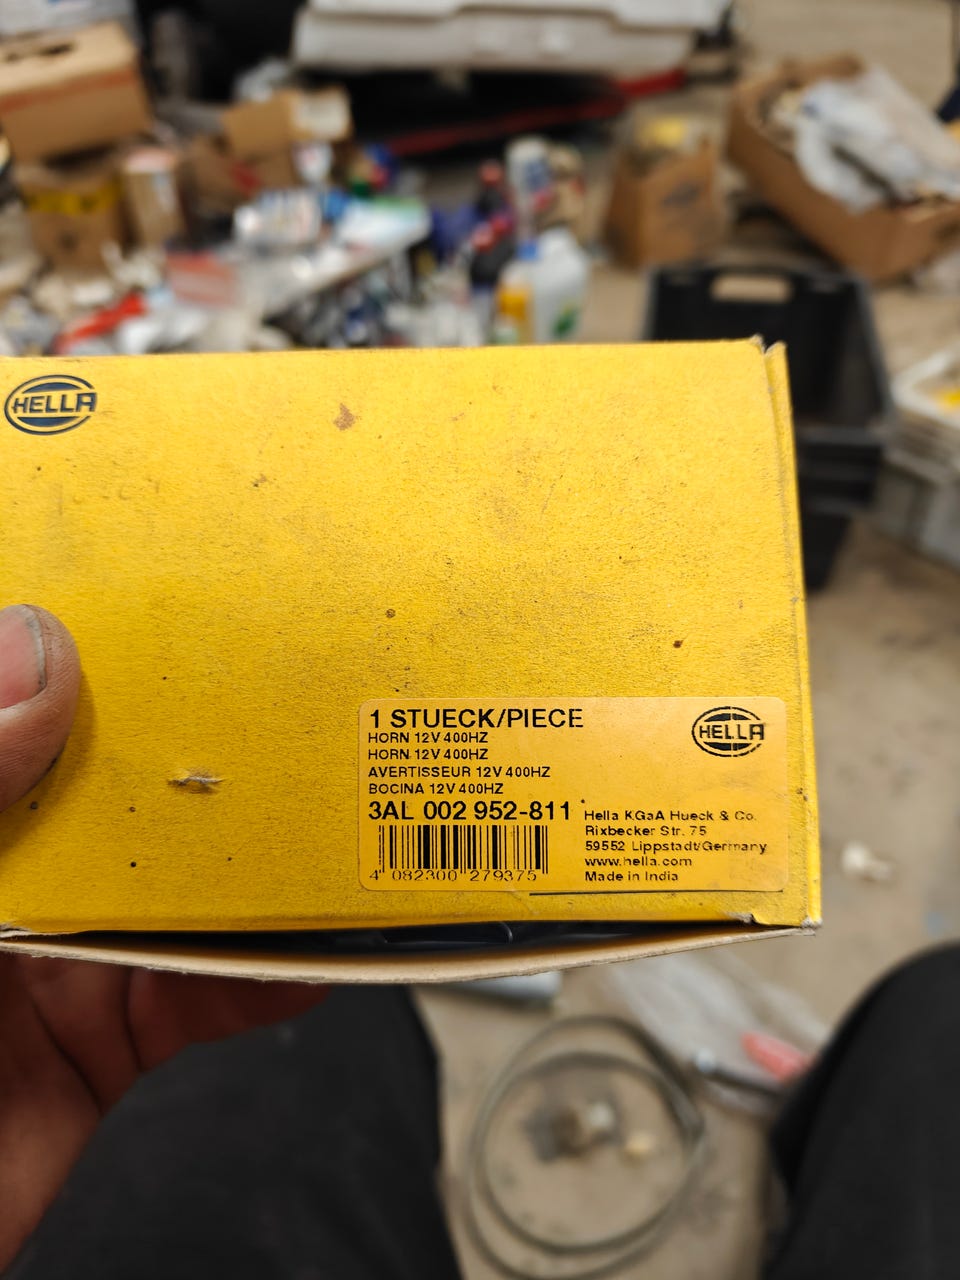 HELLA
1 STUECK/PIECE
HORN 12V 400HZ
HORN 12V 400HZ
AVERTISSEUR 12V 400HZ
BOCINA 12V 400HZ
3AL 002 952-811
4 082300 279375
HELLA
Hella KGaA Hueck & Co.
Rixbecker Str. 75
59552 Lippstadt/Germany
www.hella.com
Made in India